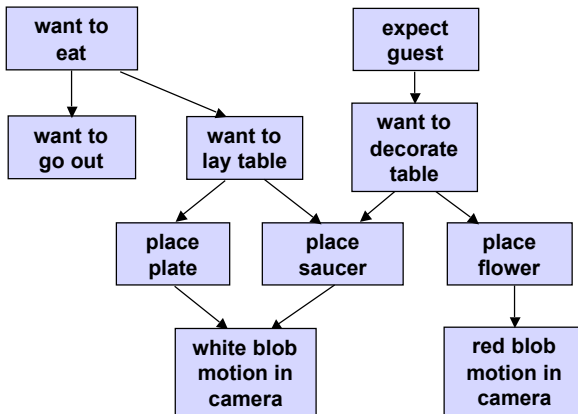 want to
eat
expect
guest
want to
go out
want to
lay table
want to
decorate
table
place
plate
place
saucer
place
flower
white blob
motion in
camera
red blob
motion in
camera